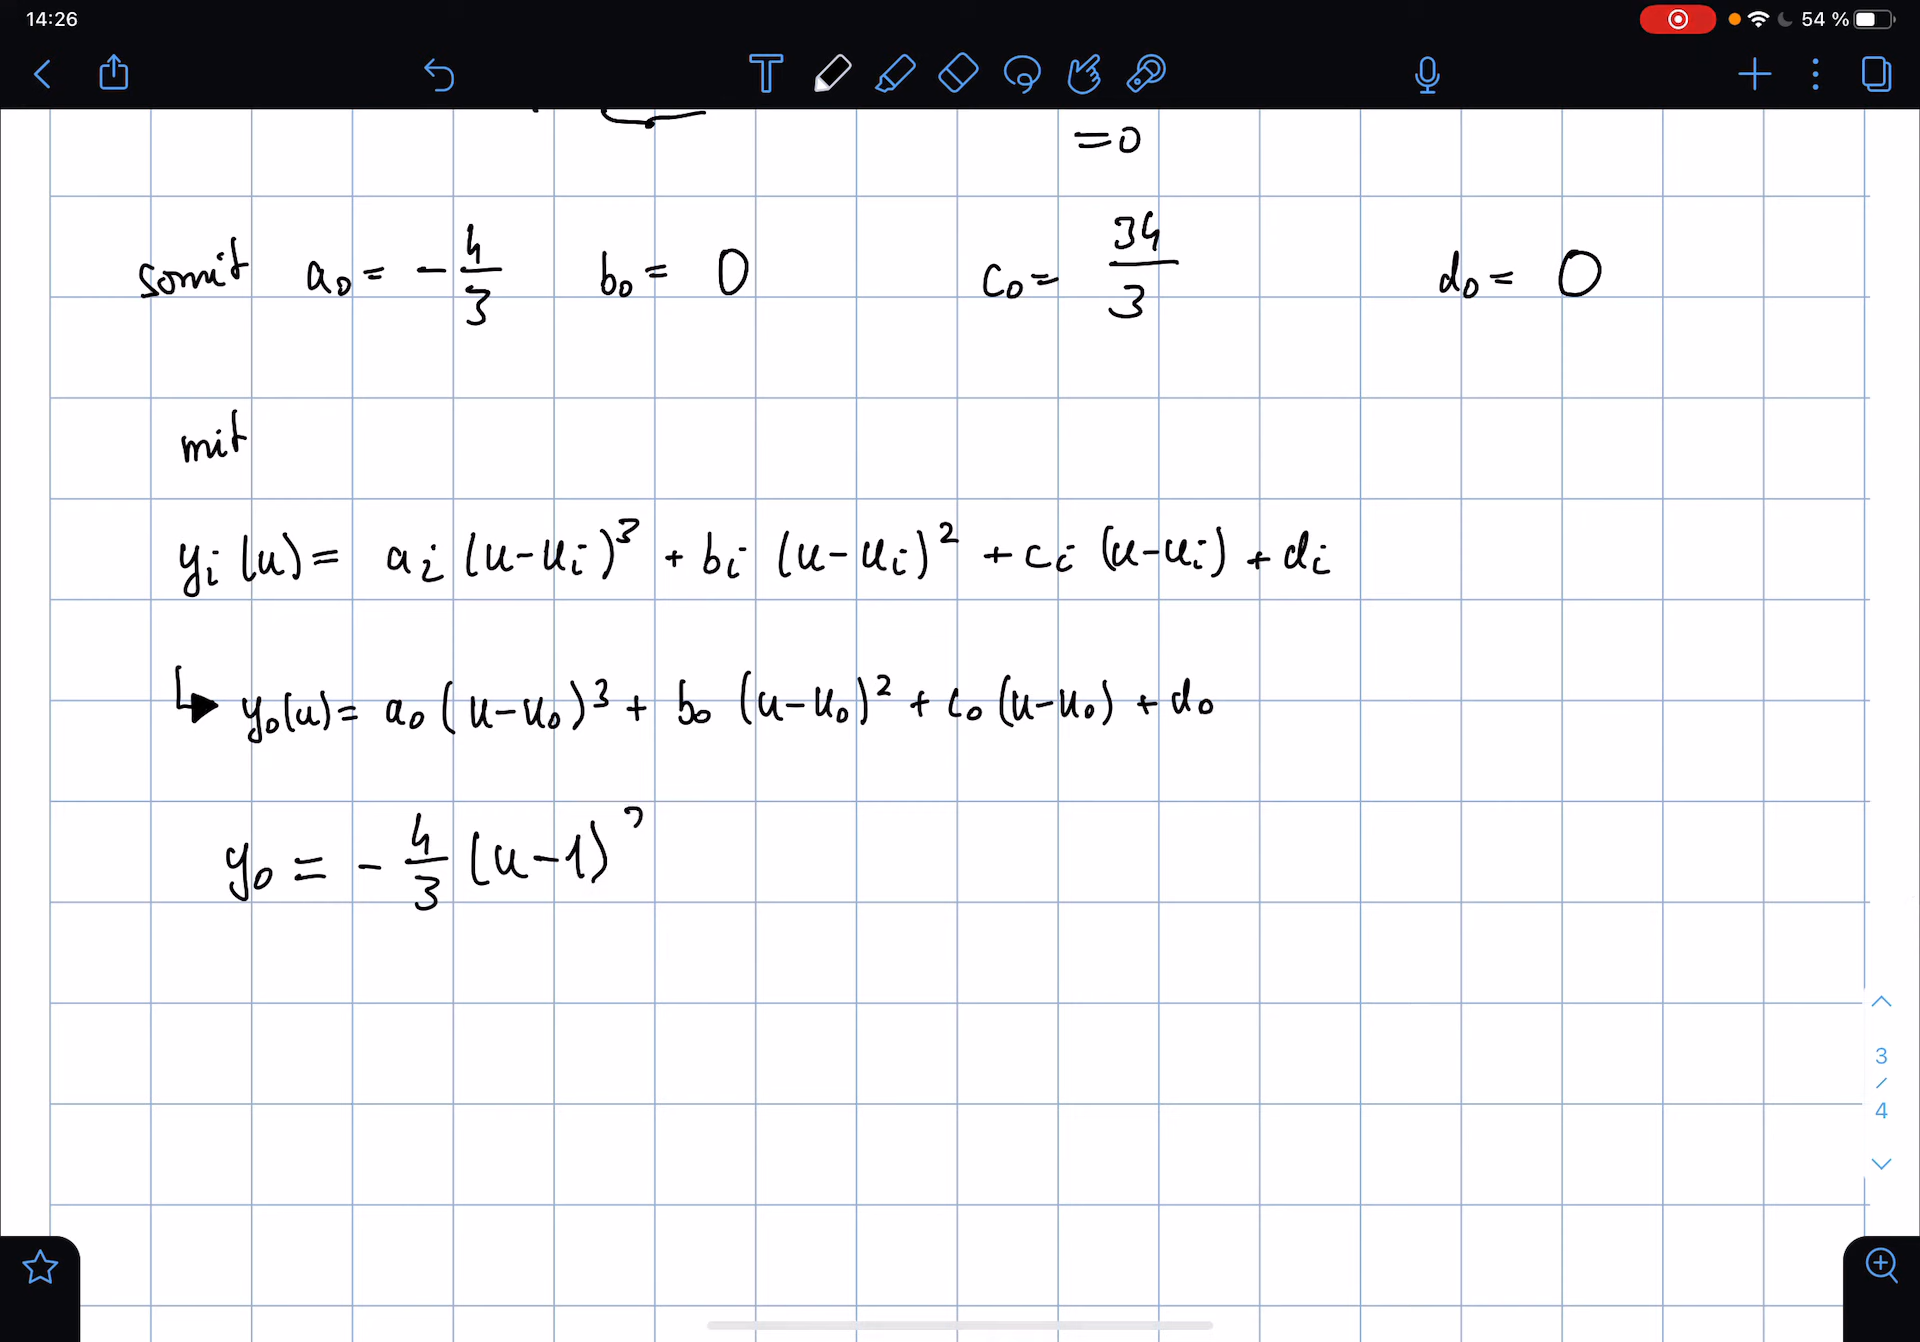 14:26 54 %
=0
somit a₀ = -4/3 b₀ = 0 c₀ = 34/3 d₀ = 0
mit
yᵢ(u) = aᵢ(u-uᵢ)³ + bᵢ(u-uᵢ)² + cᵢ(u-uᵢ) + dᵢ
↳ y₀(u) = a₀(u-u₀)³ + b₀(u-u₀)² + c₀(u-u₀) + d₀
y₀ = -4/3(u-1)
3
/
4